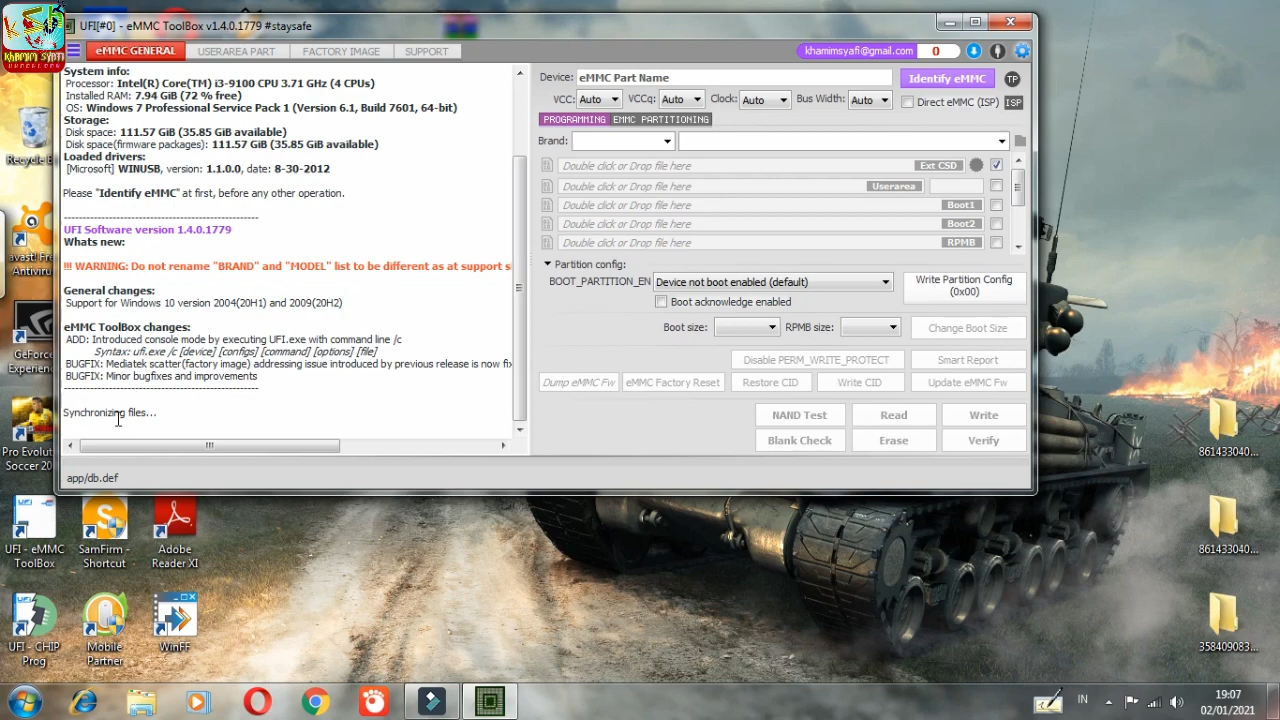 UFI[#0] - eMMC ToolBox v1.4.0.1779 #staysafe
eMMC GENERAL USERAREA PART FACTORY IMAGE SUPPORT khamimsyafi@gmail.com 0
System info:
Processor: Intel(R) Core(TM) i3-9100 CPU 3.71 GHz (4 CPUs)
Installed RAM: 7.94 GiB (72 % free)
OS: Windows 7 Professional Service Pack 1 (Version 6.1, Build 7601, 64-bit)
Storage:
Disk space: 111.57 GiB (35.85 GiB available)
Disk space(firmware packages): 111.57 GiB (35.85 GiB available)
Loaded drivers:
[Microsoft] WINUSB, version: 1.1.0.0, date: 8-30-2012
Please "Identify eMMC" at first, before any other operation.
----------------------------------------------------
UFI Software version 1.4.0.1779
Whats new:
!!! WARNING: Do not rename "BRAND" and "MODEL" list to be different as at support s
General changes:
Support for Windows 10 version 2004(20H1) and 2009(20H2)
eMMC ToolBox changes:
ADD: Introduced console mode by executing UFI.exe with command line /c
Syntax: ufi.exe /c [device] [configs] [command] [options] [file]
BUGFIX: Mediatek scatter(factory image) addressing issue introduced by previous release is now fix
BUGFIX: Minor bugfixes and improvements
----------------------------------------------------
Synchronizing files...
app/db.def
Device: eMMC Part Name Identify eMMC TP
VCC: Auto VCCq: Auto Clock: Auto Bus Width: Auto Direct eMMC (ISP) ISP
PROGRAMMING EMMC PARTITIONING
Brand:
Double click or Drop file here Ext CSD
Double click or Drop file here Userarea
Double click or Drop file here Boot1
Double click or Drop file here Boot2
Double click or Drop file here RPMB
Partition config:
BOOT_PARTITION_EN Device not boot enabled (default) Write Partition Config
(0x00)
Boot acknowledge enabled
Boot size: RPMB size: Change Boot Size
Disable PERM_WRITE_PROTECT Smart Report
Dump eMMC Fw eMMC Factory Reset Restore CID Write CID Update eMMC Fw
NAND Test Read Write
Blank Check Erase Verify
KHAMIM SYAFI
Recycle B
avast! Fre
Antivirus
GeForce
Experienc
Pro Evolut
Soccer 20
UFI - eMMC
ToolBox
SamFirm -
Shortcut
Adobe
Reader XI
UFI - CHIP
Prog
Mobile
Partner
WinFF
861433040...
861433040...
358409083...
IN
19:07
02/01/2021